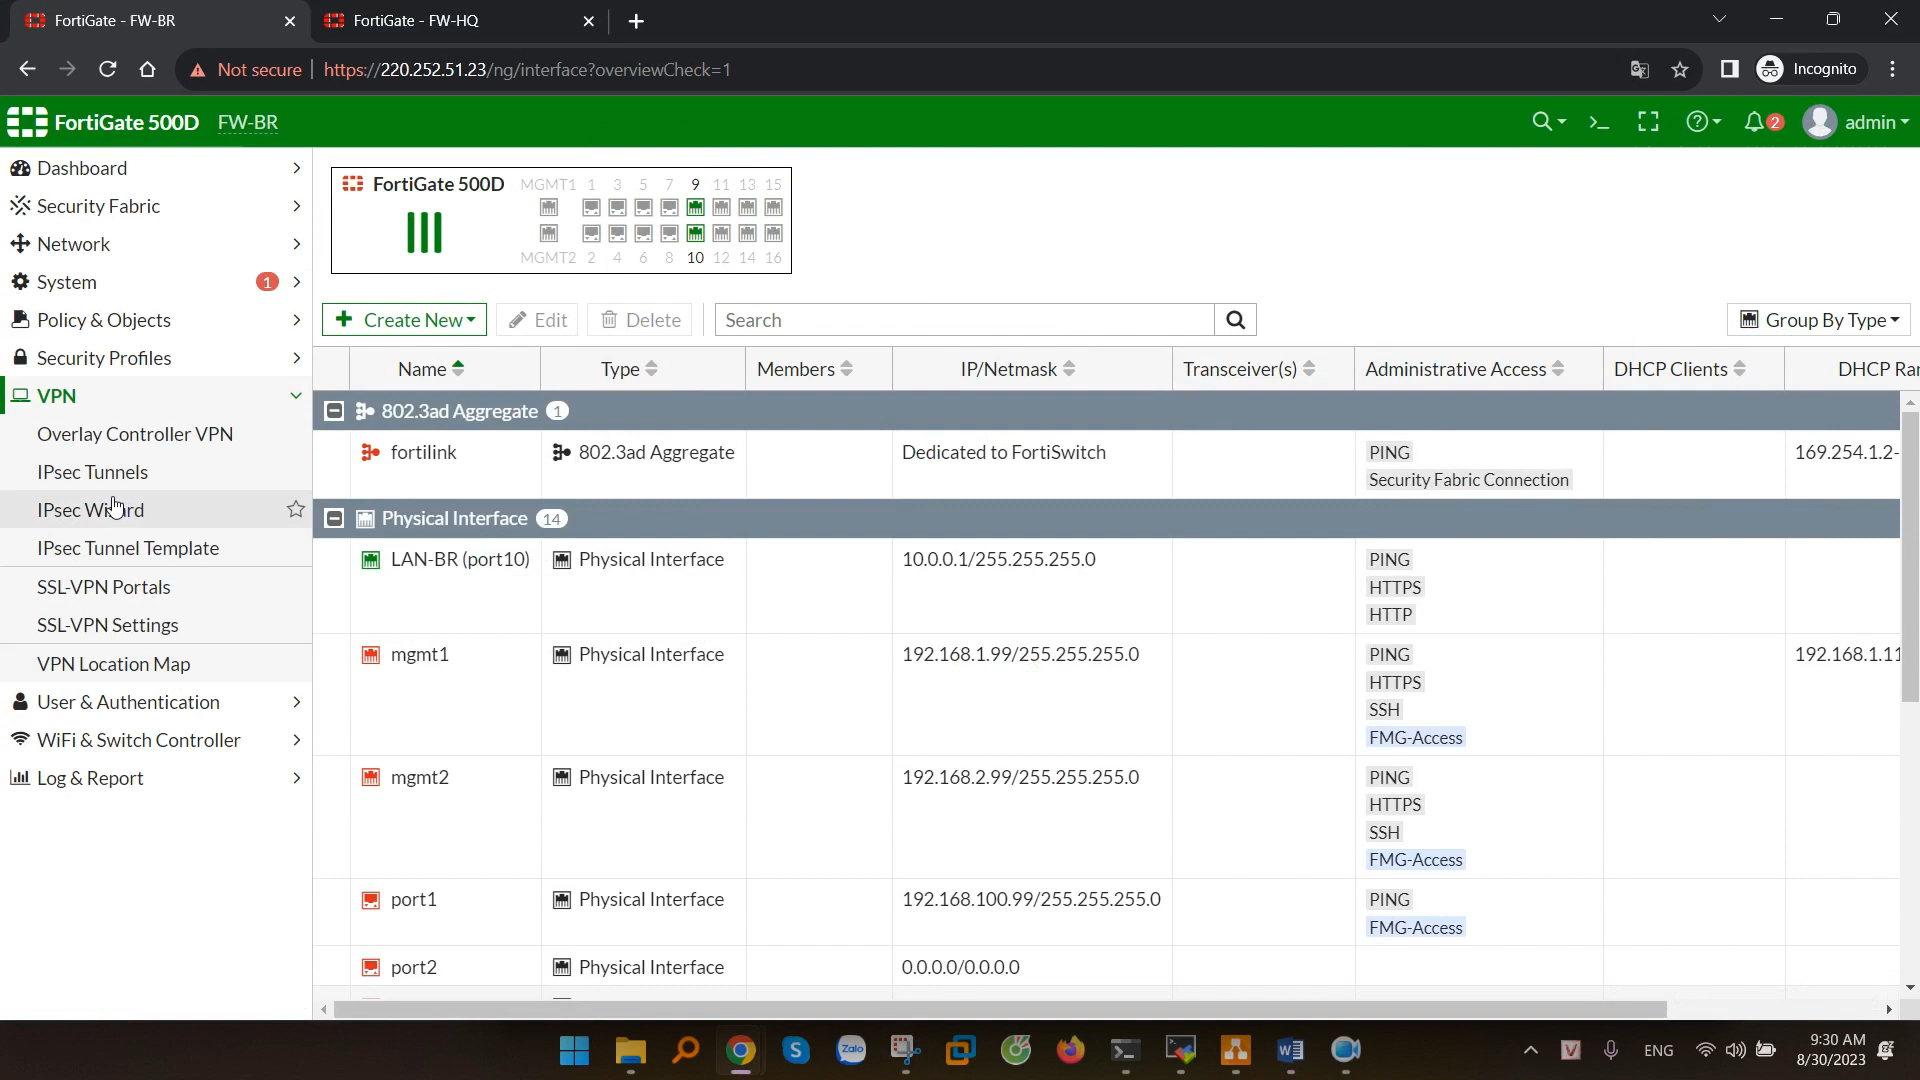 FortiGate - FW-BR
FortiGate - FW-HQ
Not secure
https://220.252.51.23/ng/interface?overviewCheck=1
Incognito
FortiGate 500D FW-BR
2
admin
Dashboard
Security Fabric
Network
System 1
Policy & Objects
Security Profiles
VPN
Overlay Controller VPN
IPsec Tunnels
IPsec Wizard
IPsec Tunnel Template
SSL-VPN Portals
SSL-VPN Settings
VPN Location Map
User & Authentication
WiFi & Switch Controller
Log & Report
FortiGate 500D
MGMT1 1 3 5 7 9 11 13 15
MGMT2 2 4 6 8 10 12 14 16
Create New Edit Delete Search Group By Type
Name Type Members IP/Netmask Transceiver(s) Administrative Access DHCP Clients DHCP Ra
802.3ad Aggregate 1
fortilink 802.3ad Aggregate Dedicated to FortiSwitch PING 169.254.1.2-
Security Fabric Connection
Physical Interface 14
LAN-BR (port10) Physical Interface 10.0.0.1/255.255.255.0 PING
HTTPS
HTTP
mgmt1 Physical Interface 192.168.1.99/255.255.255.0 PING 192.168.1.11
HTTPS
SSH
FMG-Access
mgmt2 Physical Interface 192.168.2.99/255.255.255.0 PING
HTTPS
SSH
FMG-Access
port1 Physical Interface 192.168.100.99/255.255.255.0 PING
FMG-Access
port2 Physical Interface 0.0.0.0/0.0.0.0
Zalo
ENG
9:30 AM
8/30/2023